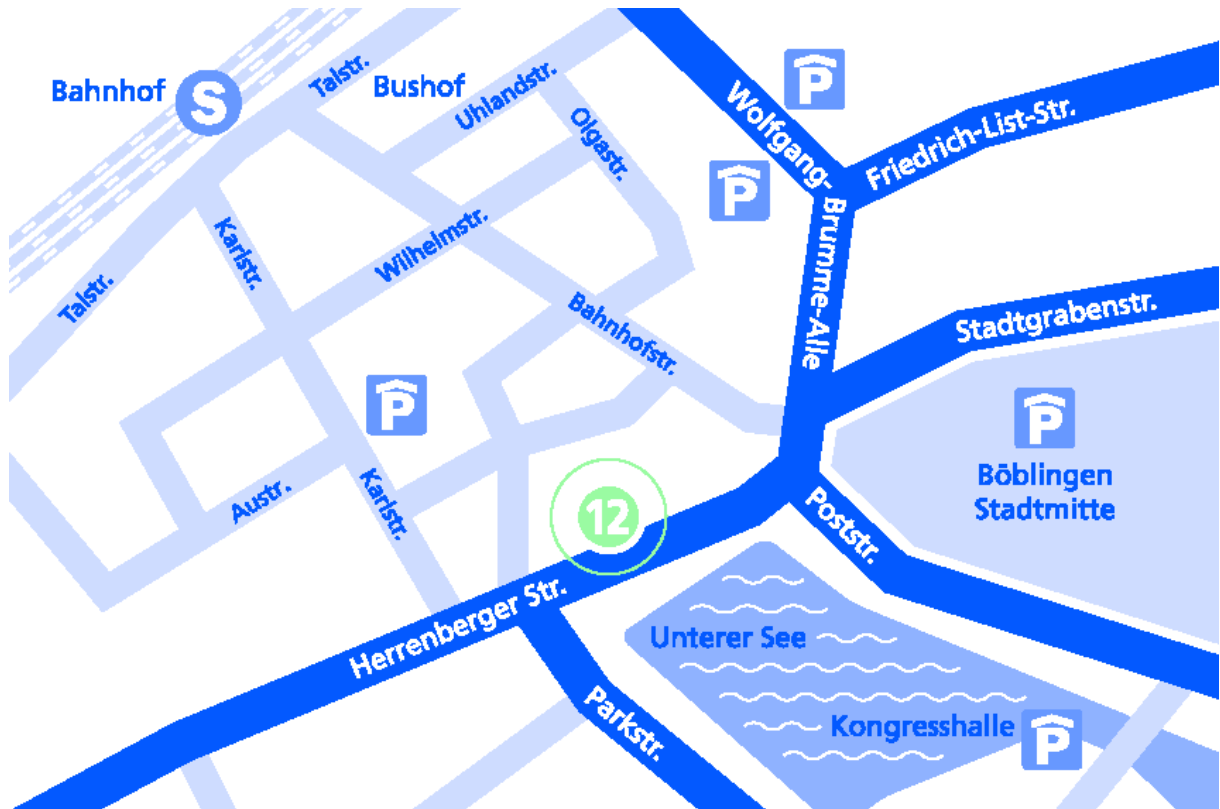 Bahnhof
S
Talstr.
Bushof
Uhlandstr.
Olgastr.
P
Wolfgang-
Brumme-Alle
Friedrich-List-Str.
P
Karlstr.
Wilhelmstr.
Talstr.
Bahnhofstr.
Stadtgrabenstr.
P
P
Böblingen
Stadtmitte
Austr.
Karlstr.
12
Poststr.
Herrenberger Str.
Unterer See
Parkstr.
Kongresshalle
P